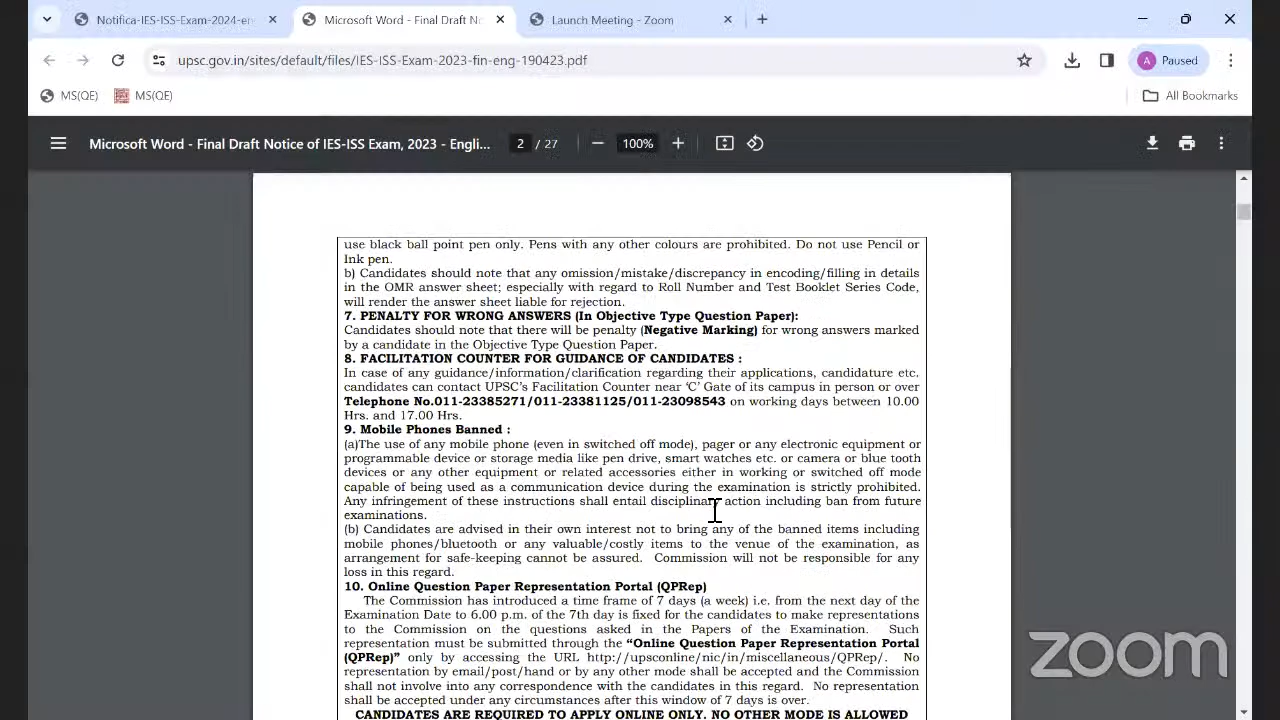 Notifica-IES-ISS-Exam-2024-en
Microsoft Word - Final Draft No
Launch Meeting - Zoom
upsc.gov.in/sites/default/files/IES-ISS-Exam-2023-fin-eng-190423.pdf
A Paused
MS(QE) MS(QE) All Bookmarks
Microsoft Word - Final Draft Notice of IES-ISS Exam, 2023 - Engli... 2 / 27 100%
use black ball point pen only. Pens with any other colours are prohibited. Do not use Pencil or
Ink pen.
b) Candidates should note that any omission/mistake/discrepancy in encoding/filling in details
in the OMR answer sheet; especially with regard to Roll Number and Test Booklet Series Code,
will render the answer sheet liable for rejection.
7. PENALTY FOR WRONG ANSWERS (In Objective Type Question Paper):
Candidates should note that there will be penalty (Negative Marking) for wrong answers marked
by a candidate in the Objective Type Question Paper.
8. FACILITATION COUNTER FOR GUIDANCE OF CANDIDATES :
In case of any guidance/information/clarification regarding their applications, candidature etc.
candidates can contact UPSC's Facilitation Counter near 'C' Gate of its campus in person or over
Telephone No.011-23385271/011-23381125/011-23098543 on working days between 10.00
Hrs. and 17.00 Hrs.
9. Mobile Phones Banned :
(a)The use of any mobile phone (even in switched off mode), pager or any electronic equipment or
programmable device or storage media like pen drive, smart watches etc. or camera or blue tooth
devices or any other equipment or related accessories either in working or switched off mode
capable of being used as a communication device during the examination is strictly prohibited.
Any infringement of these instructions shall entail disciplinary action including ban from future
examinations.
(b) Candidates are advised in their own interest not to bring any of the banned items including
mobile phones/bluetooth or any valuable/costly items to the venue of the examination, as
arrangement for safe-keeping cannot be assured. Commission will not be responsible for any
loss in this regard.
10. Online Question Paper Representation Portal (QPRep)
The Commission has introduced a time frame of 7 days (a week) i.e. from the next day of the
Examination Date to 6.00 p.m. of the 7th day is fixed for the candidates to make representations
to the Commission on the questions asked in the Papers of the Examination. Such
representation must be submitted through the "Online Question Paper Representation Portal
(QPRep)" only by accessing the URL http://upsconline/nic/in/miscellaneous/QPRep/. No
representation by email/post/hand or by any other mode shall be accepted and the Commission
shall not involve into any correspondence with the candidates in this regard. No representation
shall be accepted under any circumstances after this window of 7 days is over.
CANDIDATES ARE REQUIRED TO APPLY ONLINE ONLY. NO OTHER MODE IS ALLOWED
zoom